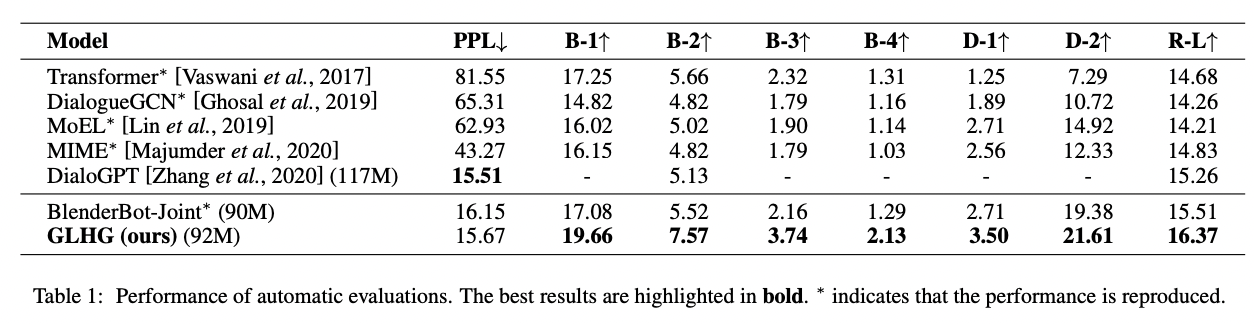 Model PPL↓ B-1↑ B-2↑ B-3↑ B-4↑ D-1↑ D-2↑ R-L↑
Transformer* [Vaswani et al., 2017] 81.55 17.25 5.66 2.32 1.31 1.25 7.29 14.68
DialogueGCN* [Ghosal et al., 2019] 65.31 14.82 4.82 1.79 1.16 1.89 10.72 14.26
MoEL* [Lin et al., 2019] 62.93 16.02 5.02 1.90 1.14 2.71 14.92 14.21
MIME* [Majumder et al., 2020] 43.27 16.15 4.82 1.79 1.03 2.56 12.33 14.83
DialoGPT [Zhang et al., 2020] (117M) 15.51 - 5.13 - - - - 15.26
BlenderBot-Joint* (90M) 16.15 17.08 5.52 2.16 1.29 2.71 19.38 15.51
GLHG (ours) (92M) 15.67 19.66 7.57 3.74 2.13 3.50 21.61 16.37
Table 1: Performance of automatic evaluations. The best results are highlighted in bold. * indicates that the performance is reproduced.